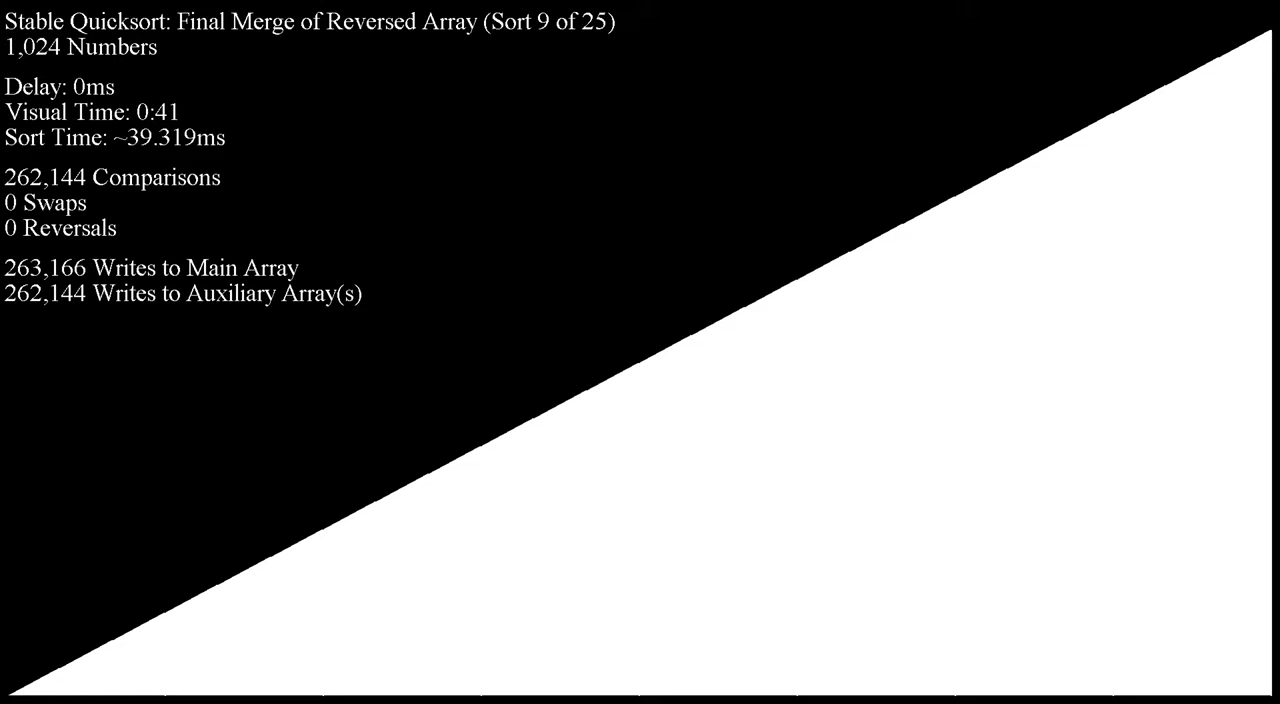 Stable Quicksort: Final Merge of Reversed Array (Sort 9 of 25)
1,024 Numbers
Delay: 0ms
Visual Time: 0:41
Sort Time: ~39.319ms
262,144 Comparisons
0 Swaps
0 Reversals
263,166 Writes to Main Array
262,144 Writes to Auxiliary Array(s)